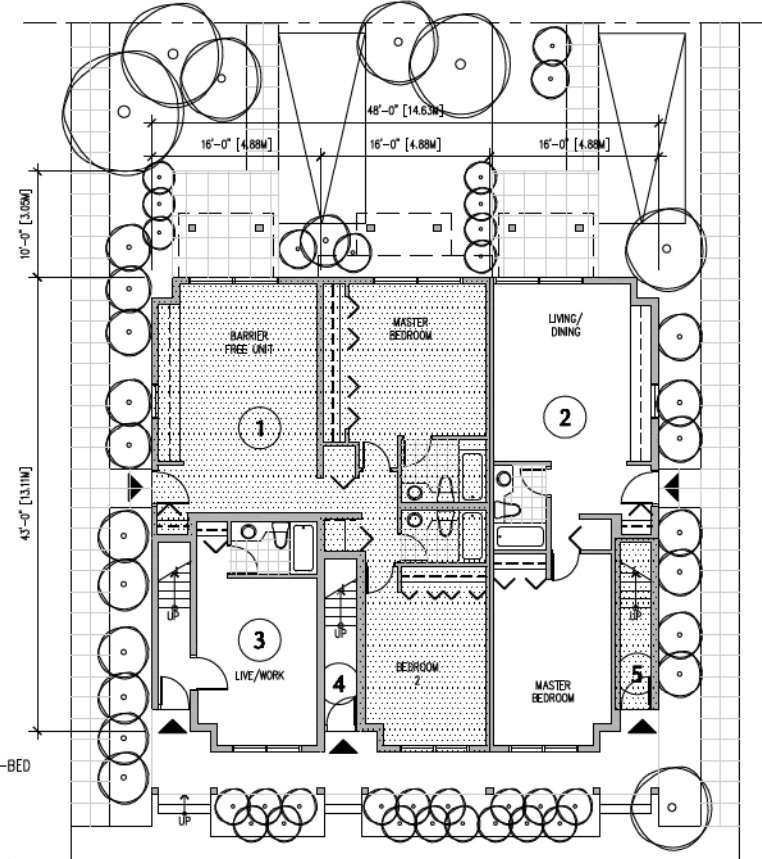 48'-0" [14.63M]
16'-0" [4.88M]
16'-0" [4.88M]
16'-0" [4.88M]
10'-0" [3.05M]
BARRIER
FREE UNIT
MASTER
BEDROOM
LIVING/
DINING
1
2
43'-0" [13.11M]
UP
UP
UP
3
LIVE/WORK
4
BEDROOM
2
5
MASTER
BEDROOM
-BED
UP